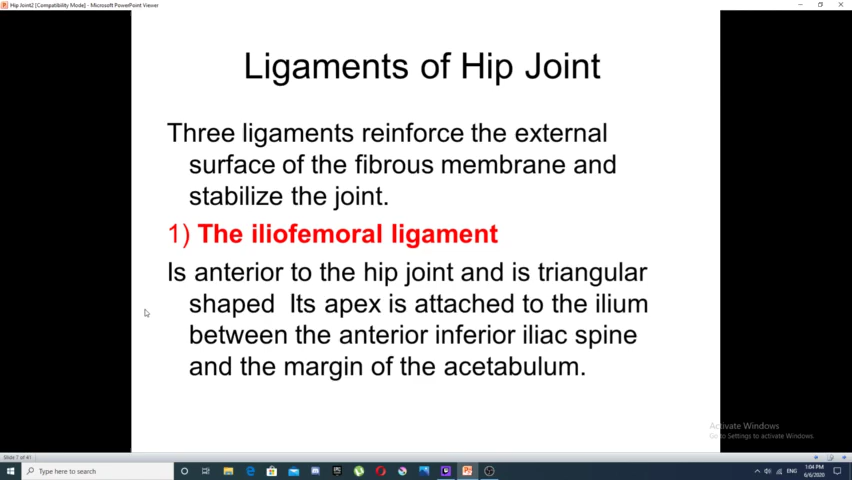 Hip Joint2 [Compatibility Mode] - Microsoft PowerPoint Viewer
Ligaments of Hip Joint
Three ligaments reinforce the external
surface of the fibrous membrane and
stabilize the joint.
1) The iliofemoral ligament
Is anterior to the hip joint and is triangular
shaped Its apex is attached to the ilium
between the anterior inferior iliac spine
and the margin of the acetabulum.
Activate Windows
Go to Settings to activate Windows.
Slide 7 of 41
Type here to search
ENG
1:04 PM
6/6/2020